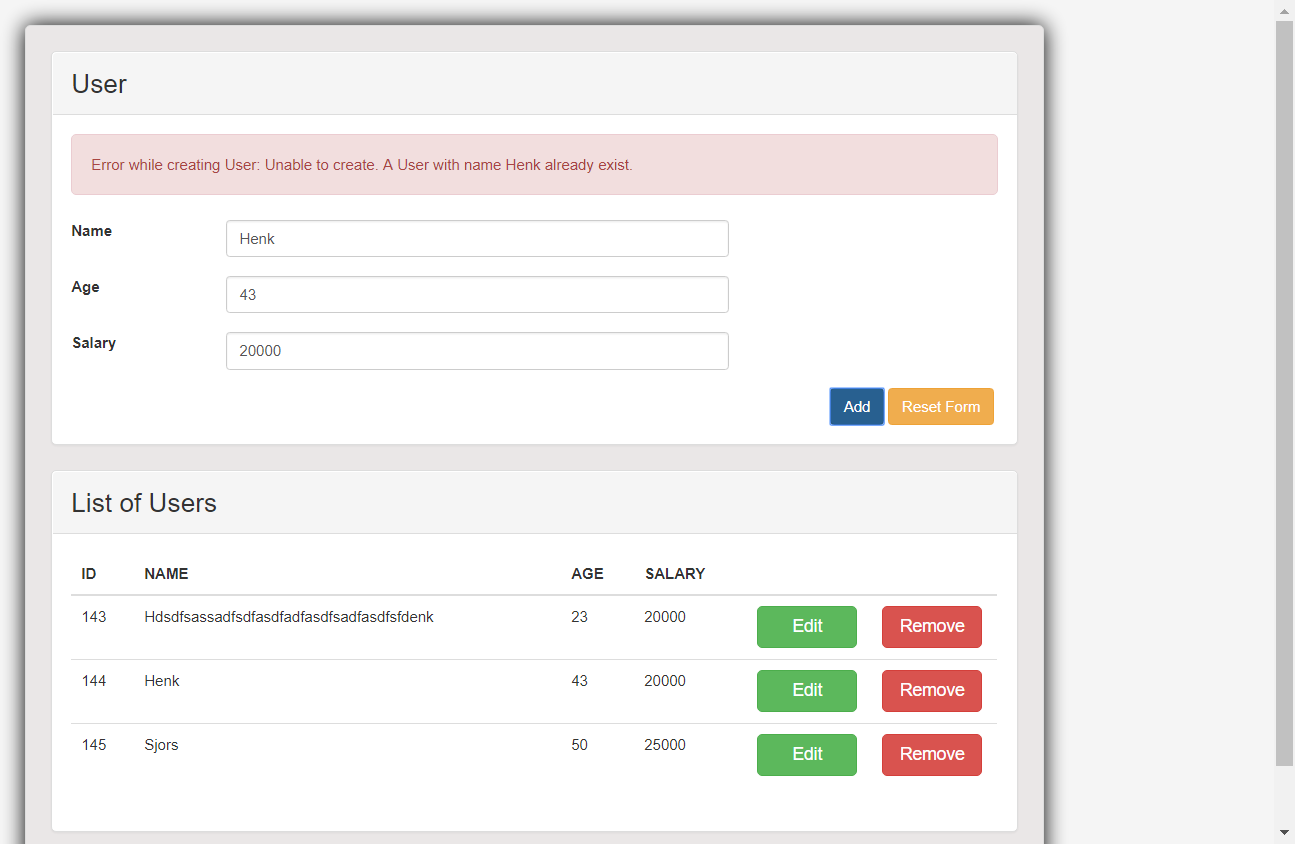 User
Error while creating User: Unable to create. A User with name Henk already exist.
Name Henk
Age 43
Salary 20000
Add Reset Form
List of Users
ID NAME AGE SALARY
143 Hdsdfsassadfsdfasdfadfasdfsadfasdfsfdenk 23 20000 Edit Remove
144 Henk 43 20000 Edit Remove
145 Sjors 50 25000 Edit Remove